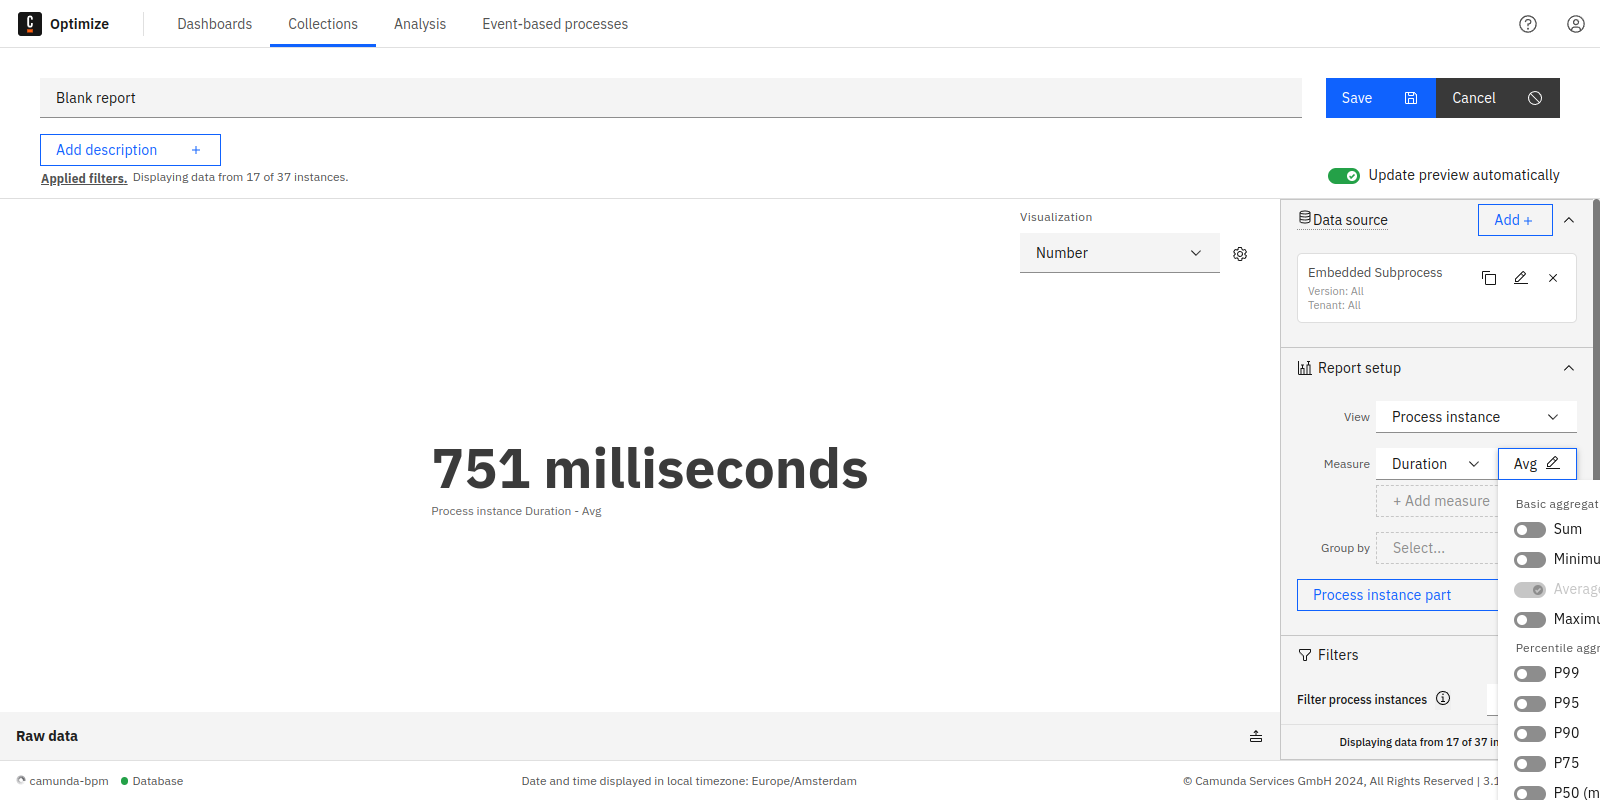 Optimize
Dashboards
Collections
Analysis
Event-based processes
Blank report
Save
Cancel
Add description +
Applied filters. Displaying data from 17 of 37 instances.
Update preview automatically
Visualization
Number
Data source
Add +
Embedded Subprocess
Version: All
Tenant: All
Report setup
View
Process instance
Measure
Duration
Avg
+ Add measure
Group by
Select...
Process instance part
751 milliseconds
Process instance Duration - Avg
Basic aggregat
Sum
Minimu
Average
Maximu
Percentile aggr
P99
P95
P90
P75
P50 (m
Filters
Filter process instances
Displaying data from 17 of 37 in
Raw data
camunda-bpm
Database
Date and time displayed in local timezone: Europe/Amsterdam
© Camunda Services GmbH 2024, All Rights Reserved | 3.1